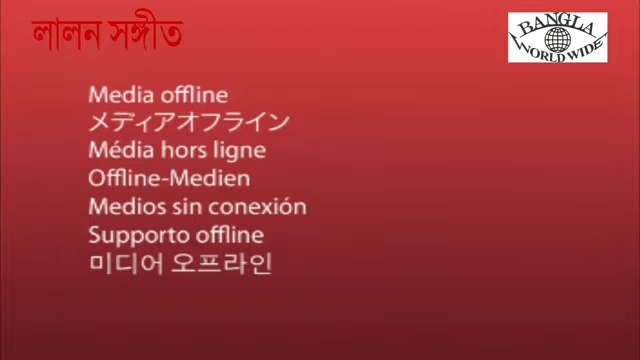 লালন সঙ্গীত
BANGLA
WORLD WIDE
Media offline
メディアオフライン
Média hors ligne
Offline-Medien
Medios sin conexión
Supporto offline
미디어 오프라인